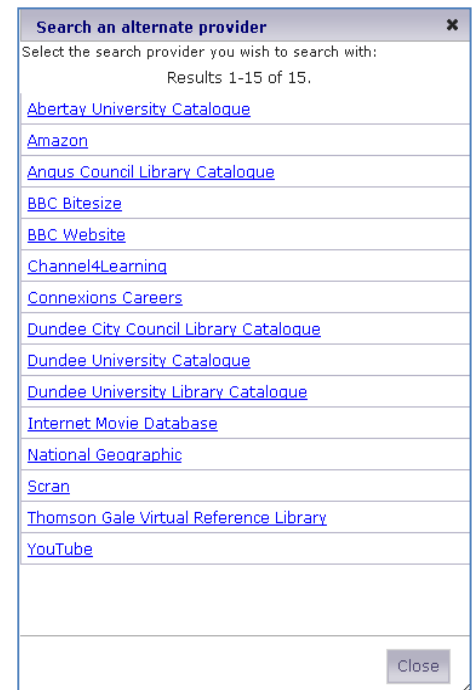 Search an alternate provider
Select the search provider you wish to search with:
Results 1-15 of 15.
Abertay University Catalogue
Amazon
Angus Council Library Catalogue
BBC Bitesize
BBC Website
Channel4Learning
Connexions Careers
Dundee City Council Library Catalogue
Dundee University Catalogue
Dundee University Library Catalogue
Internet Movie Database
National Geographic
Scran
Thomson Gale Virtual Reference Library
YouTube
Close